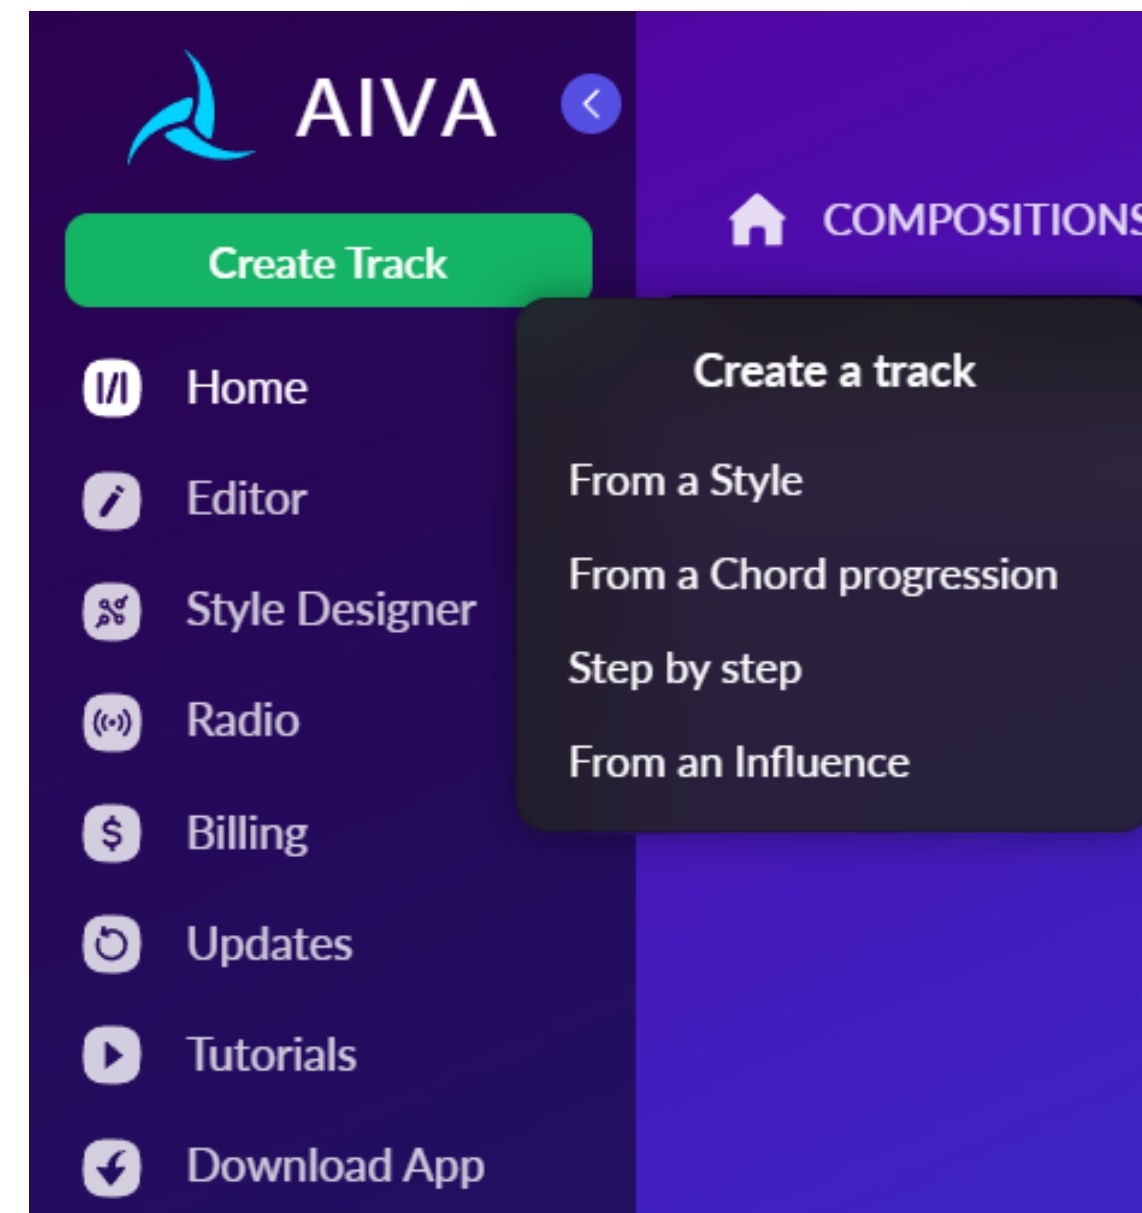 AIVA
Create Track
Home
Editor
Style Designer
Radio
Billing
Updates
Tutorials
Download App
COMPOSITIONS
Create a track
From a Style
From a Chord progression
Step by step
From an Influence